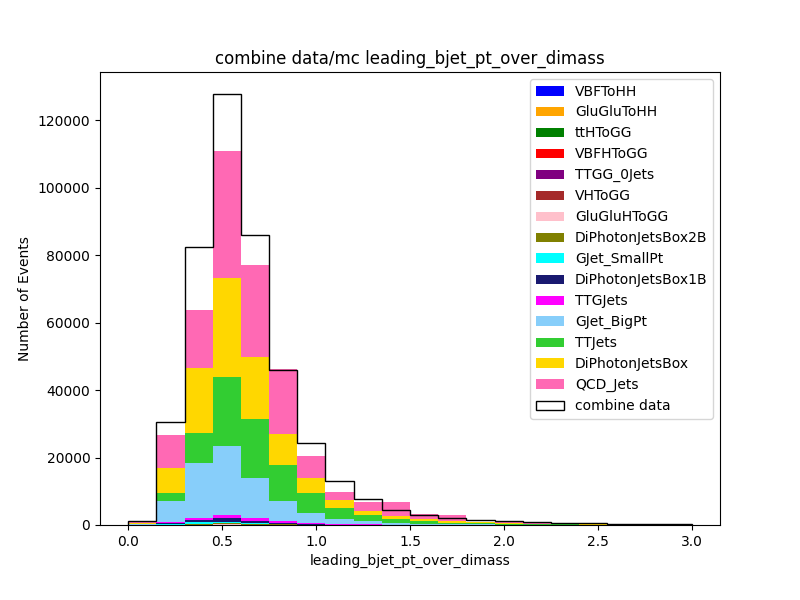 combine data/mc leading_bjet_pt_over_dimass
120000
100000
80000
60000
40000
20000
0
Number of Events
VBFToHH
GluGluToHH
ttHToGG
VBFHToGG
TTGG_0Jets
VHToGG
GluGluHToGG
DiPhotonJetsBox2B
GJet_SmallPt
DiPhotonJetsBox1B
TTGJets
GJet_BigPt
TTJets
DiPhotonJetsBox
QCD_Jets
combine data
0.0 0.5 1.0 1.5 2.0 2.5 3.0
leading_bjet_pt_over_dimass